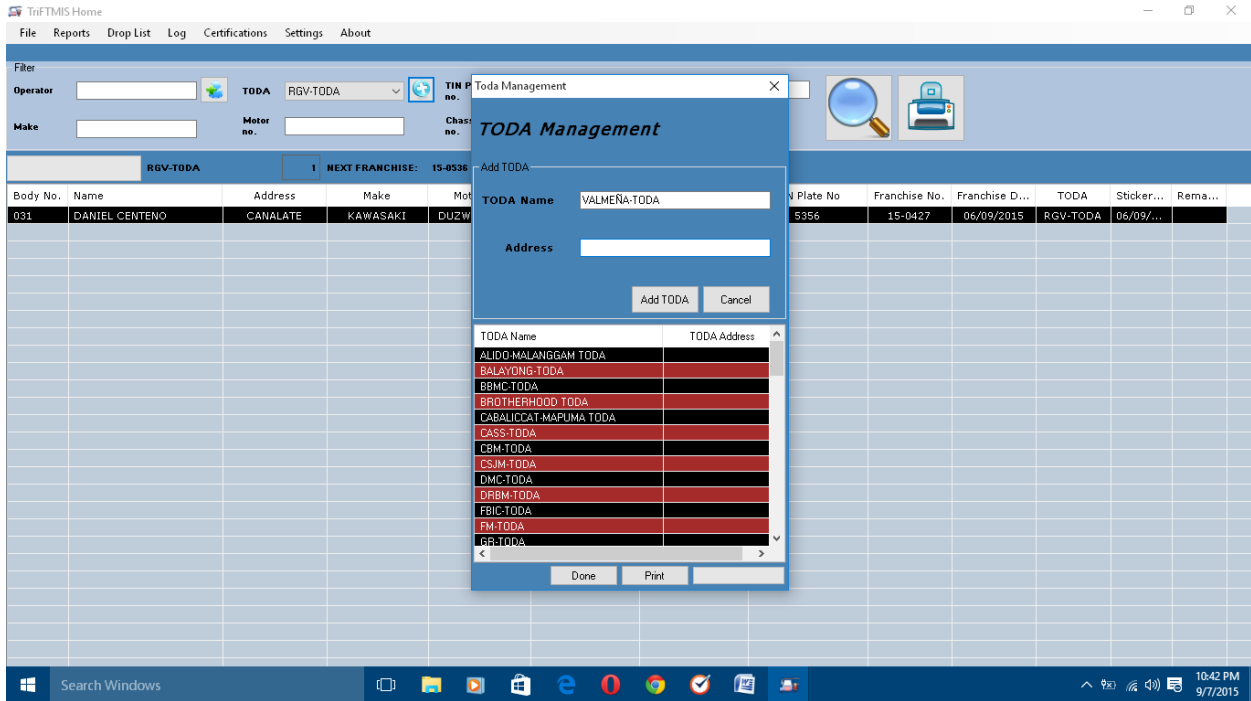 TriFTMIS Home
File Reports Drop List Log Certifications Settings About
Filter
Operator TODA RGV-TODA TIN P
no.
Make Motor
no. Chass
no.
RGV-TODA 1 NEXT FRANCHISE: 15-0536
Body No. Name Address Make Mot N Plate No Franchise No. Franchise D... TODA Sticker... Rema...
031 DANIEL CENTENO CANALATE KAWASAKI DUZW 5356 15-0427 06/09/2015 RGV-TODA 06/09/...
Toda Management
TODA Management
Add TODA
TODA Name VALMEÑA-TODA
Address
Add TODA Cancel
TODA Name TODA Address
ALIDO-MALANGGAM TODA
BALAYONG-TODA
BBMC-TODA
BROTHERHOOD TODA
CABALICCAT-MAPUMA TODA
CASS-TODA
CBM-TODA
CSJM-TODA
DMC-TODA
DRBM-TODA
FBIC-TODA
FM-TODA
GR-TODA
Done Print
Search Windows
10:42 PM
9/7/2015